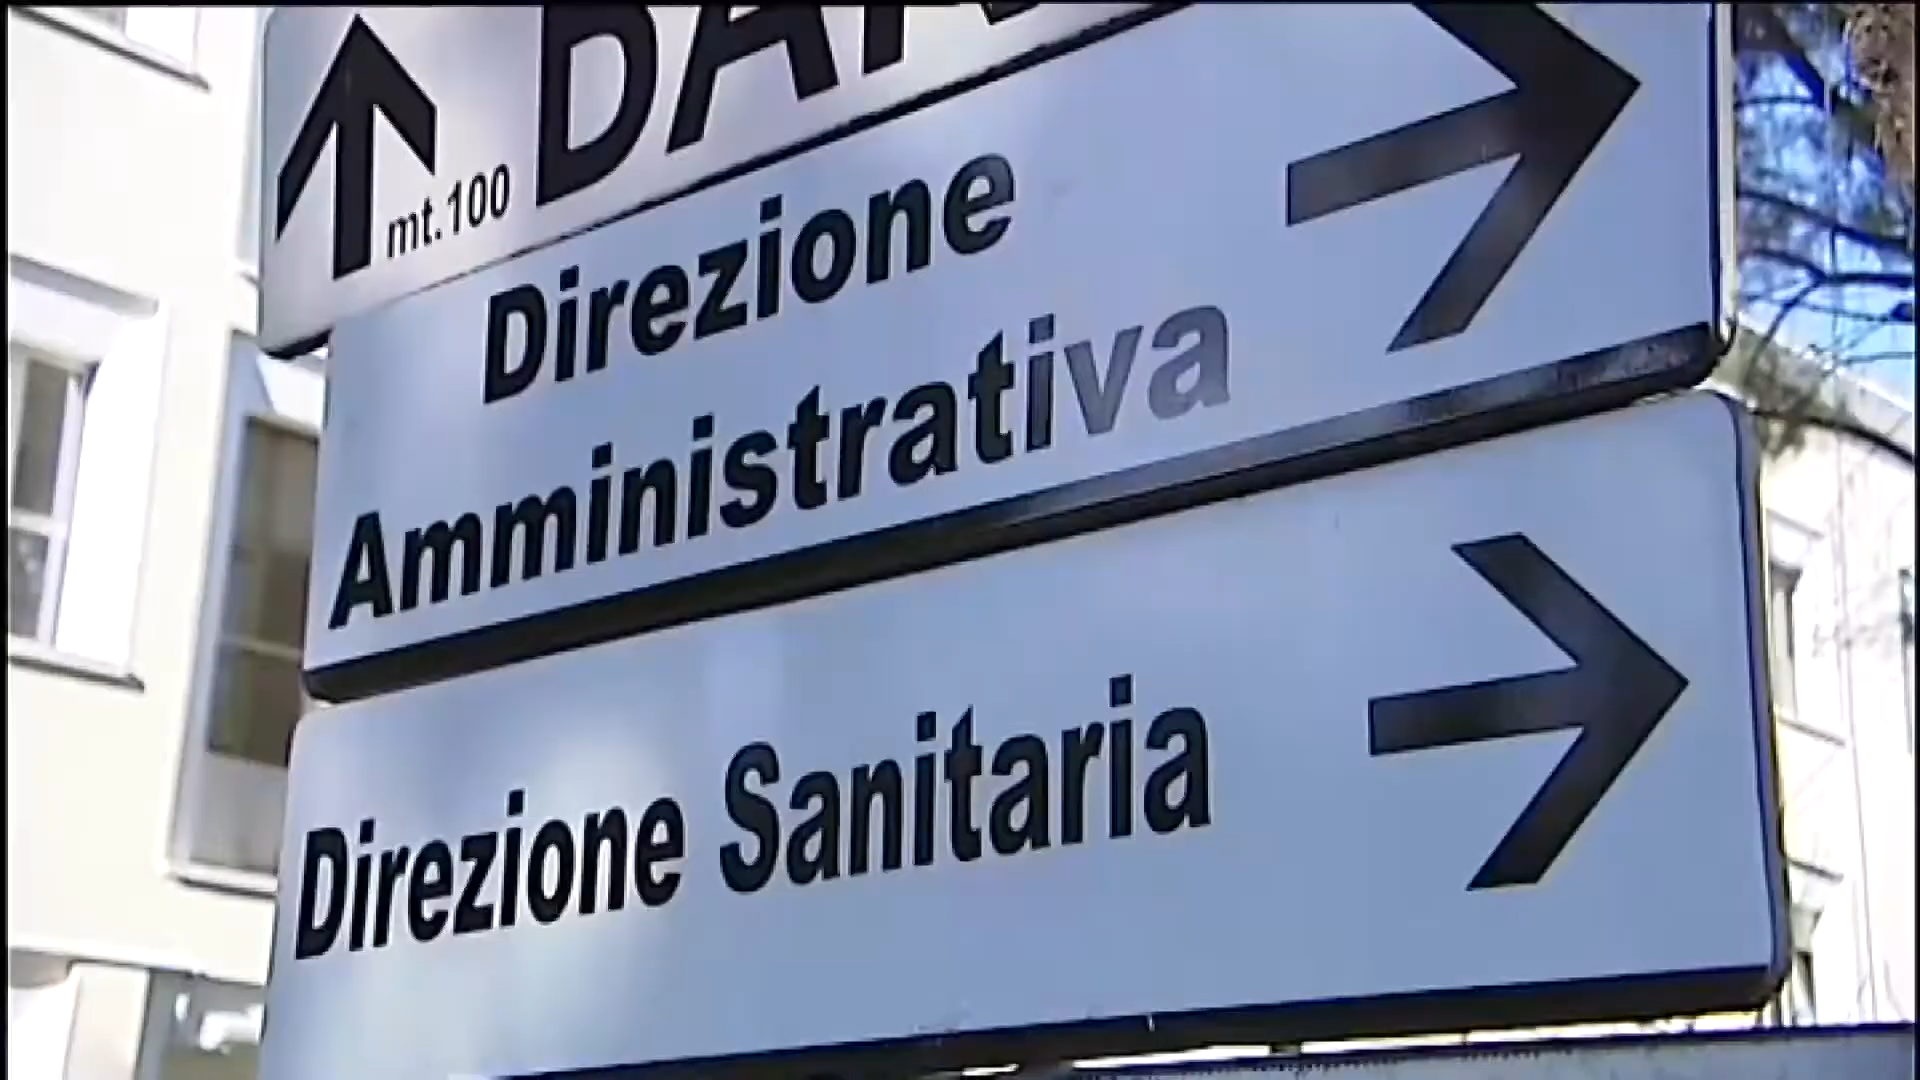 mt.100
Direzione
Amministrativa
Direzione Sanitaria